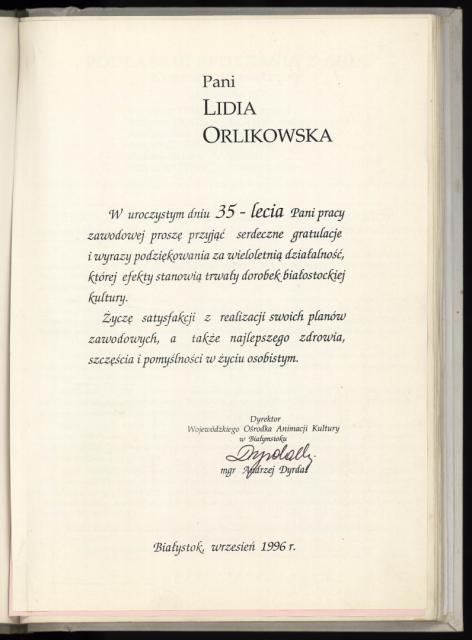 Pani
LIDIA
ORLIKOWSKA
W uroczystym dniu 35 - lecia Pani pracy
zawodowej proszę przyjąć serdeczne gratulacje
i wyrazy podziękowania za wieloletnią działalność,
której efekty stanowią trwały dorobek białostockiej
kultury.
Życzę satysfakcji z realizacji swoich planów
zawodowych, a także najlepszego zdrowia,
szczęścia i pomyślności w życiu osobistym.
Dyrektor
Wojewódzkiego Ośrodka Animacji Kultury
w Białymstoku
mgr Andrzej Dyrdał
Białystok, wrzesień 1996 r.